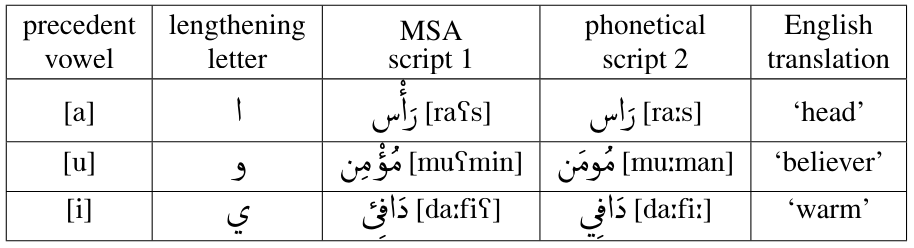 precedent vowel | lengthening letter | MSA script 1 | phonetical script 2 | English translation
[a] | ا | رَأْس [raʕs] | رَاس [raːs] | ‘head’
[u] | و | مُؤْمِن [muʕmin] | مُومَن [muːman] | ‘believer’
[i] | ي | دَافِئ [daːfiʕ] | دَافِي [daːfiː] | ‘warm’